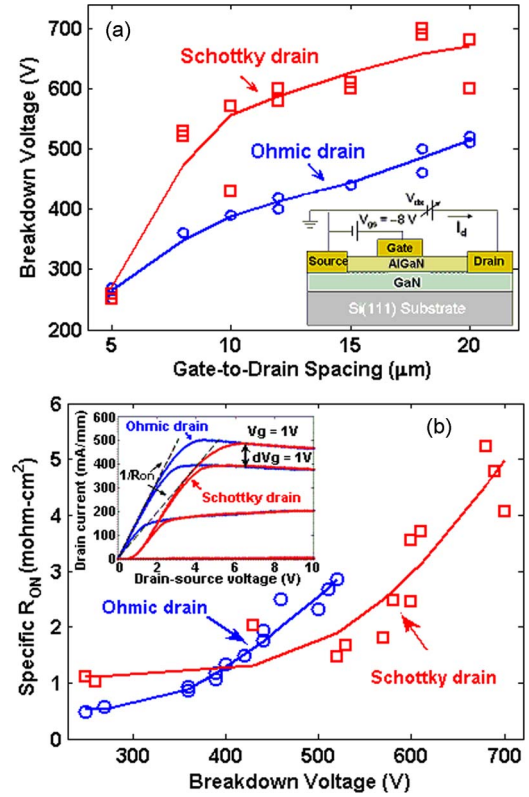 (a)
Breakdown Voltage
(V)
700
600
500
400
300
200
Schottky drain
Ohmic drain
Vds
Vgs = −8 V
Id
Source
Gate
Drain
AlGaN
GaN
Si(111) Substrate
5
10
15
20
Gate-to-Drain Spacing (μm)
(b)
Specific RON (mohm-cm²)
6
5
4
3
2
1
0
Drain current (mA/mm)
600
500
400
300
200
100
0
Ohmic drain
1/Ron
Vg = 1V
dVg = 1V
Schottky drain
0 2 4 6 8 10
Drain-source voltage (V)
Ohmic drain
Schottky drain
300
400
500
600
700
Breakdown Voltage (V)